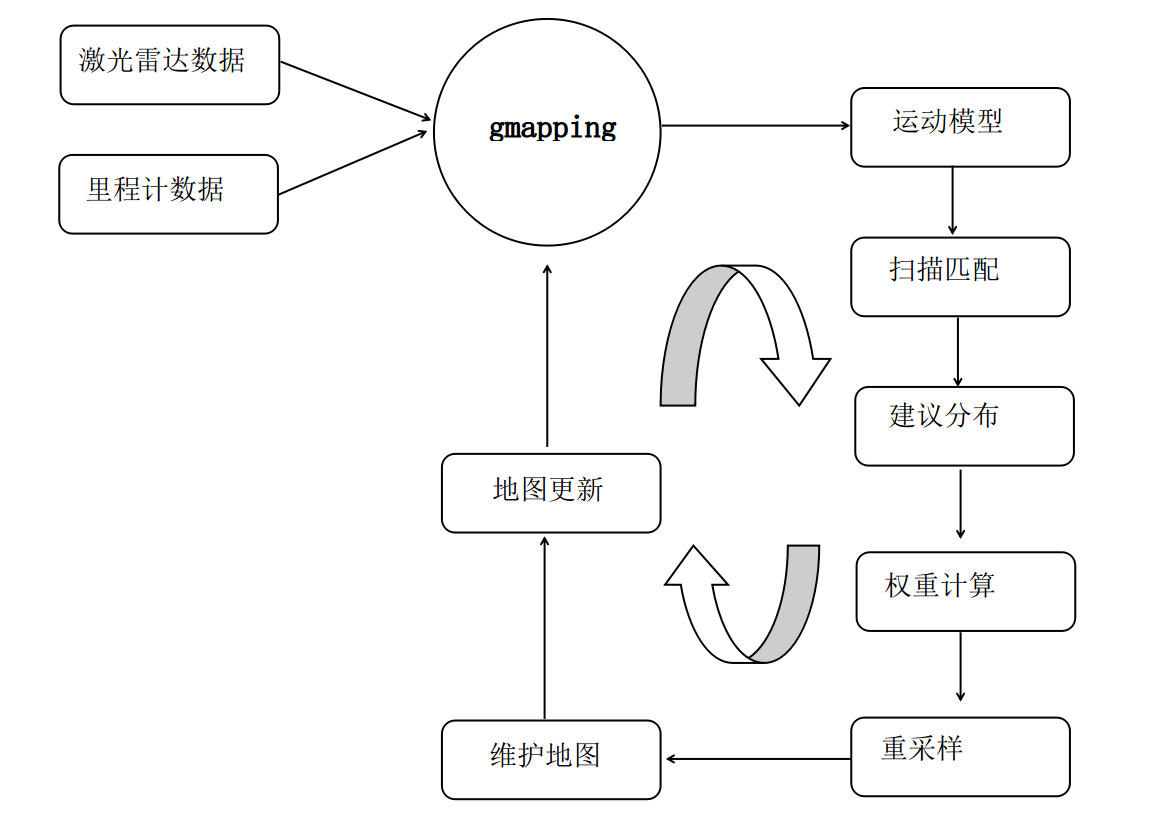 激光雷达数据
里程计数据
gmapping
运动模型
扫描匹配
建议分布
权重计算
重采样
维护地图
地图更新